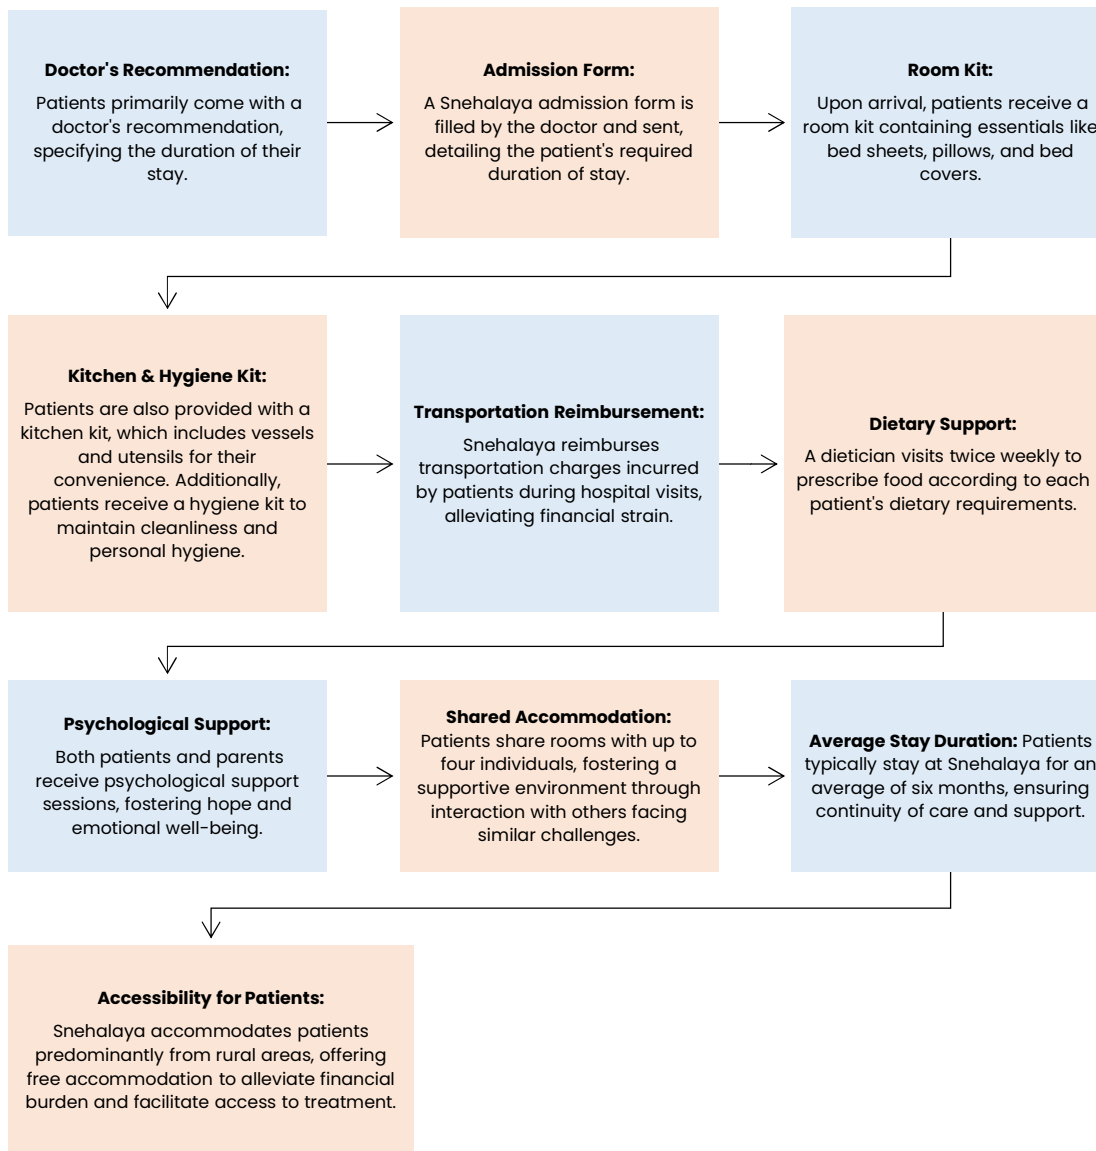 Doctor's Recommendation:
Patients primarily come with a
doctor's recommendation,
specifying the duration of their
stay.
Admission Form:
A Snehalaya admission form is
filled by the doctor and sent,
detailing the patient's required
duration of stay.
Room Kit:
Upon arrival, patients receive a
room kit containing essentials like
bed sheets, pillows, and bed
covers.
Kitchen & Hygiene Kit:
Patients are also provided with a
kitchen kit, which includes vessels
and utensils for their
convenience. Additionally,
patients receive a hygiene kit to
maintain cleanliness and
personal hygiene.
Transportation Reimbursement:
Snehalaya reimburses
transportation charges incurred
by patients during hospital visits,
alleviating financial strain.
Dietary Support:
A dietician visits twice weekly to
prescribe food according to each
patient's dietary requirements.
Psychological Support:
Both patients and parents
receive psychological support
sessions, fostering hope and
emotional well-being.
Shared Accommodation:
Patients share rooms with up to
four individuals, fostering a
supportive environment through
interaction with others facing
similar challenges.
Average Stay Duration: Patients
typically stay at Snehalaya for an
average of six months, ensuring
continuity of care and support.
Accessibility for Patients:
Snehalaya accommodates patients
predominantly from rural areas, offering
free accommodation to alleviate financial
burden and facilitate access to treatment.